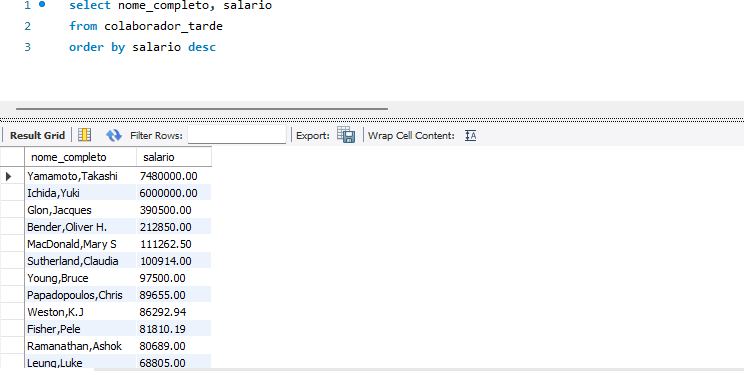 1 select nome_completo, salario
2 from colaborador_tarde
3 order by salario desc
Result Grid Filter Rows: Export: Wrap Cell Content: IA
nome_completo salario
Yamamoto,Takashi 7480000.00
Ichida,Yuki 6000000.00
Glon,Jacques 390500.00
Bender,Oliver H. 212850.00
MacDonald,Mary S 111262.50
Sutherland,Claudia 100914.00
Young,Bruce 97500.00
Papadopoulos,Chris 89655.00
Weston,K.J 86292.94
Fisher,Pele 81810.19
Ramanathan,Ashok 80689.00
Leung,Luke 68805.00